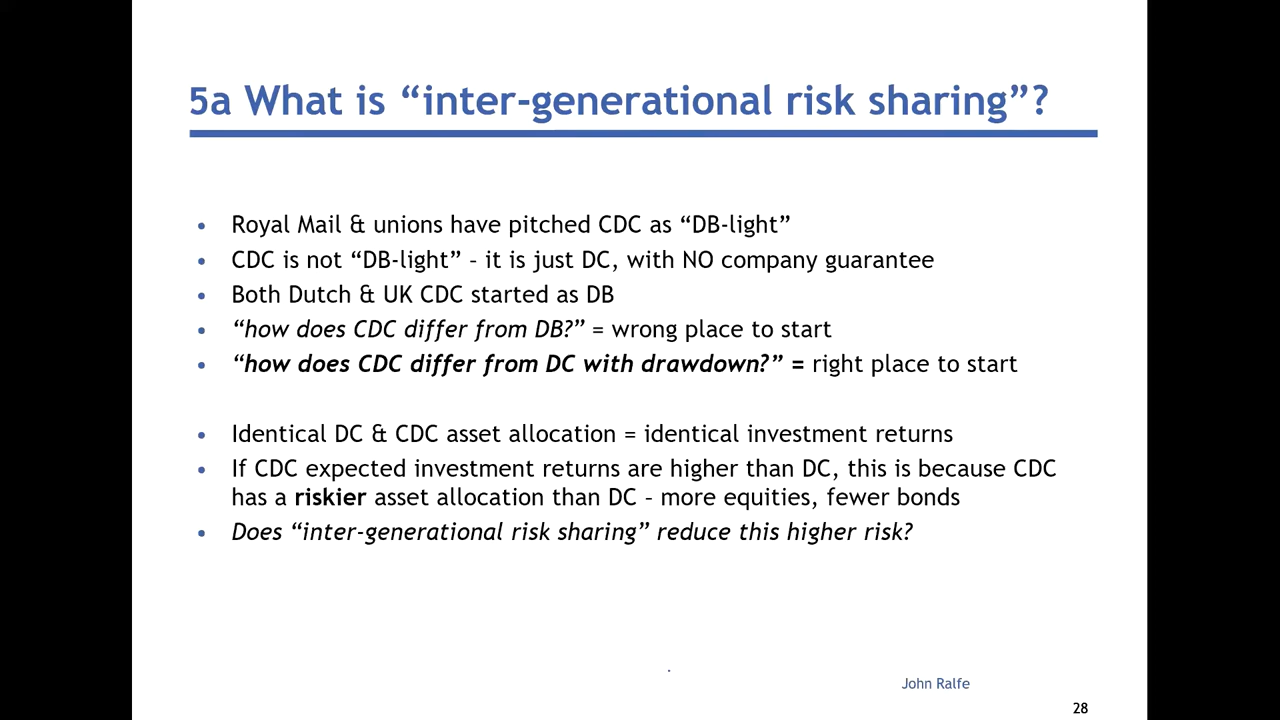 5a What is “inter-generational risk sharing”?
• Royal Mail & unions have pitched CDC as “DB-light”
• CDC is not “DB-light” – it is just DC, with NO company guarantee
• Both Dutch & UK CDC started as DB
• “how does CDC differ from DB?” = wrong place to start
• “how does CDC differ from DC with drawdown?” = right place to start
• Identical DC & CDC asset allocation = identical investment returns
• If CDC expected investment returns are higher than DC, this is because CDC
has a riskier asset allocation than DC – more equities, fewer bonds
• Does “inter-generational risk sharing” reduce this higher risk?
.
John Ralfe
28